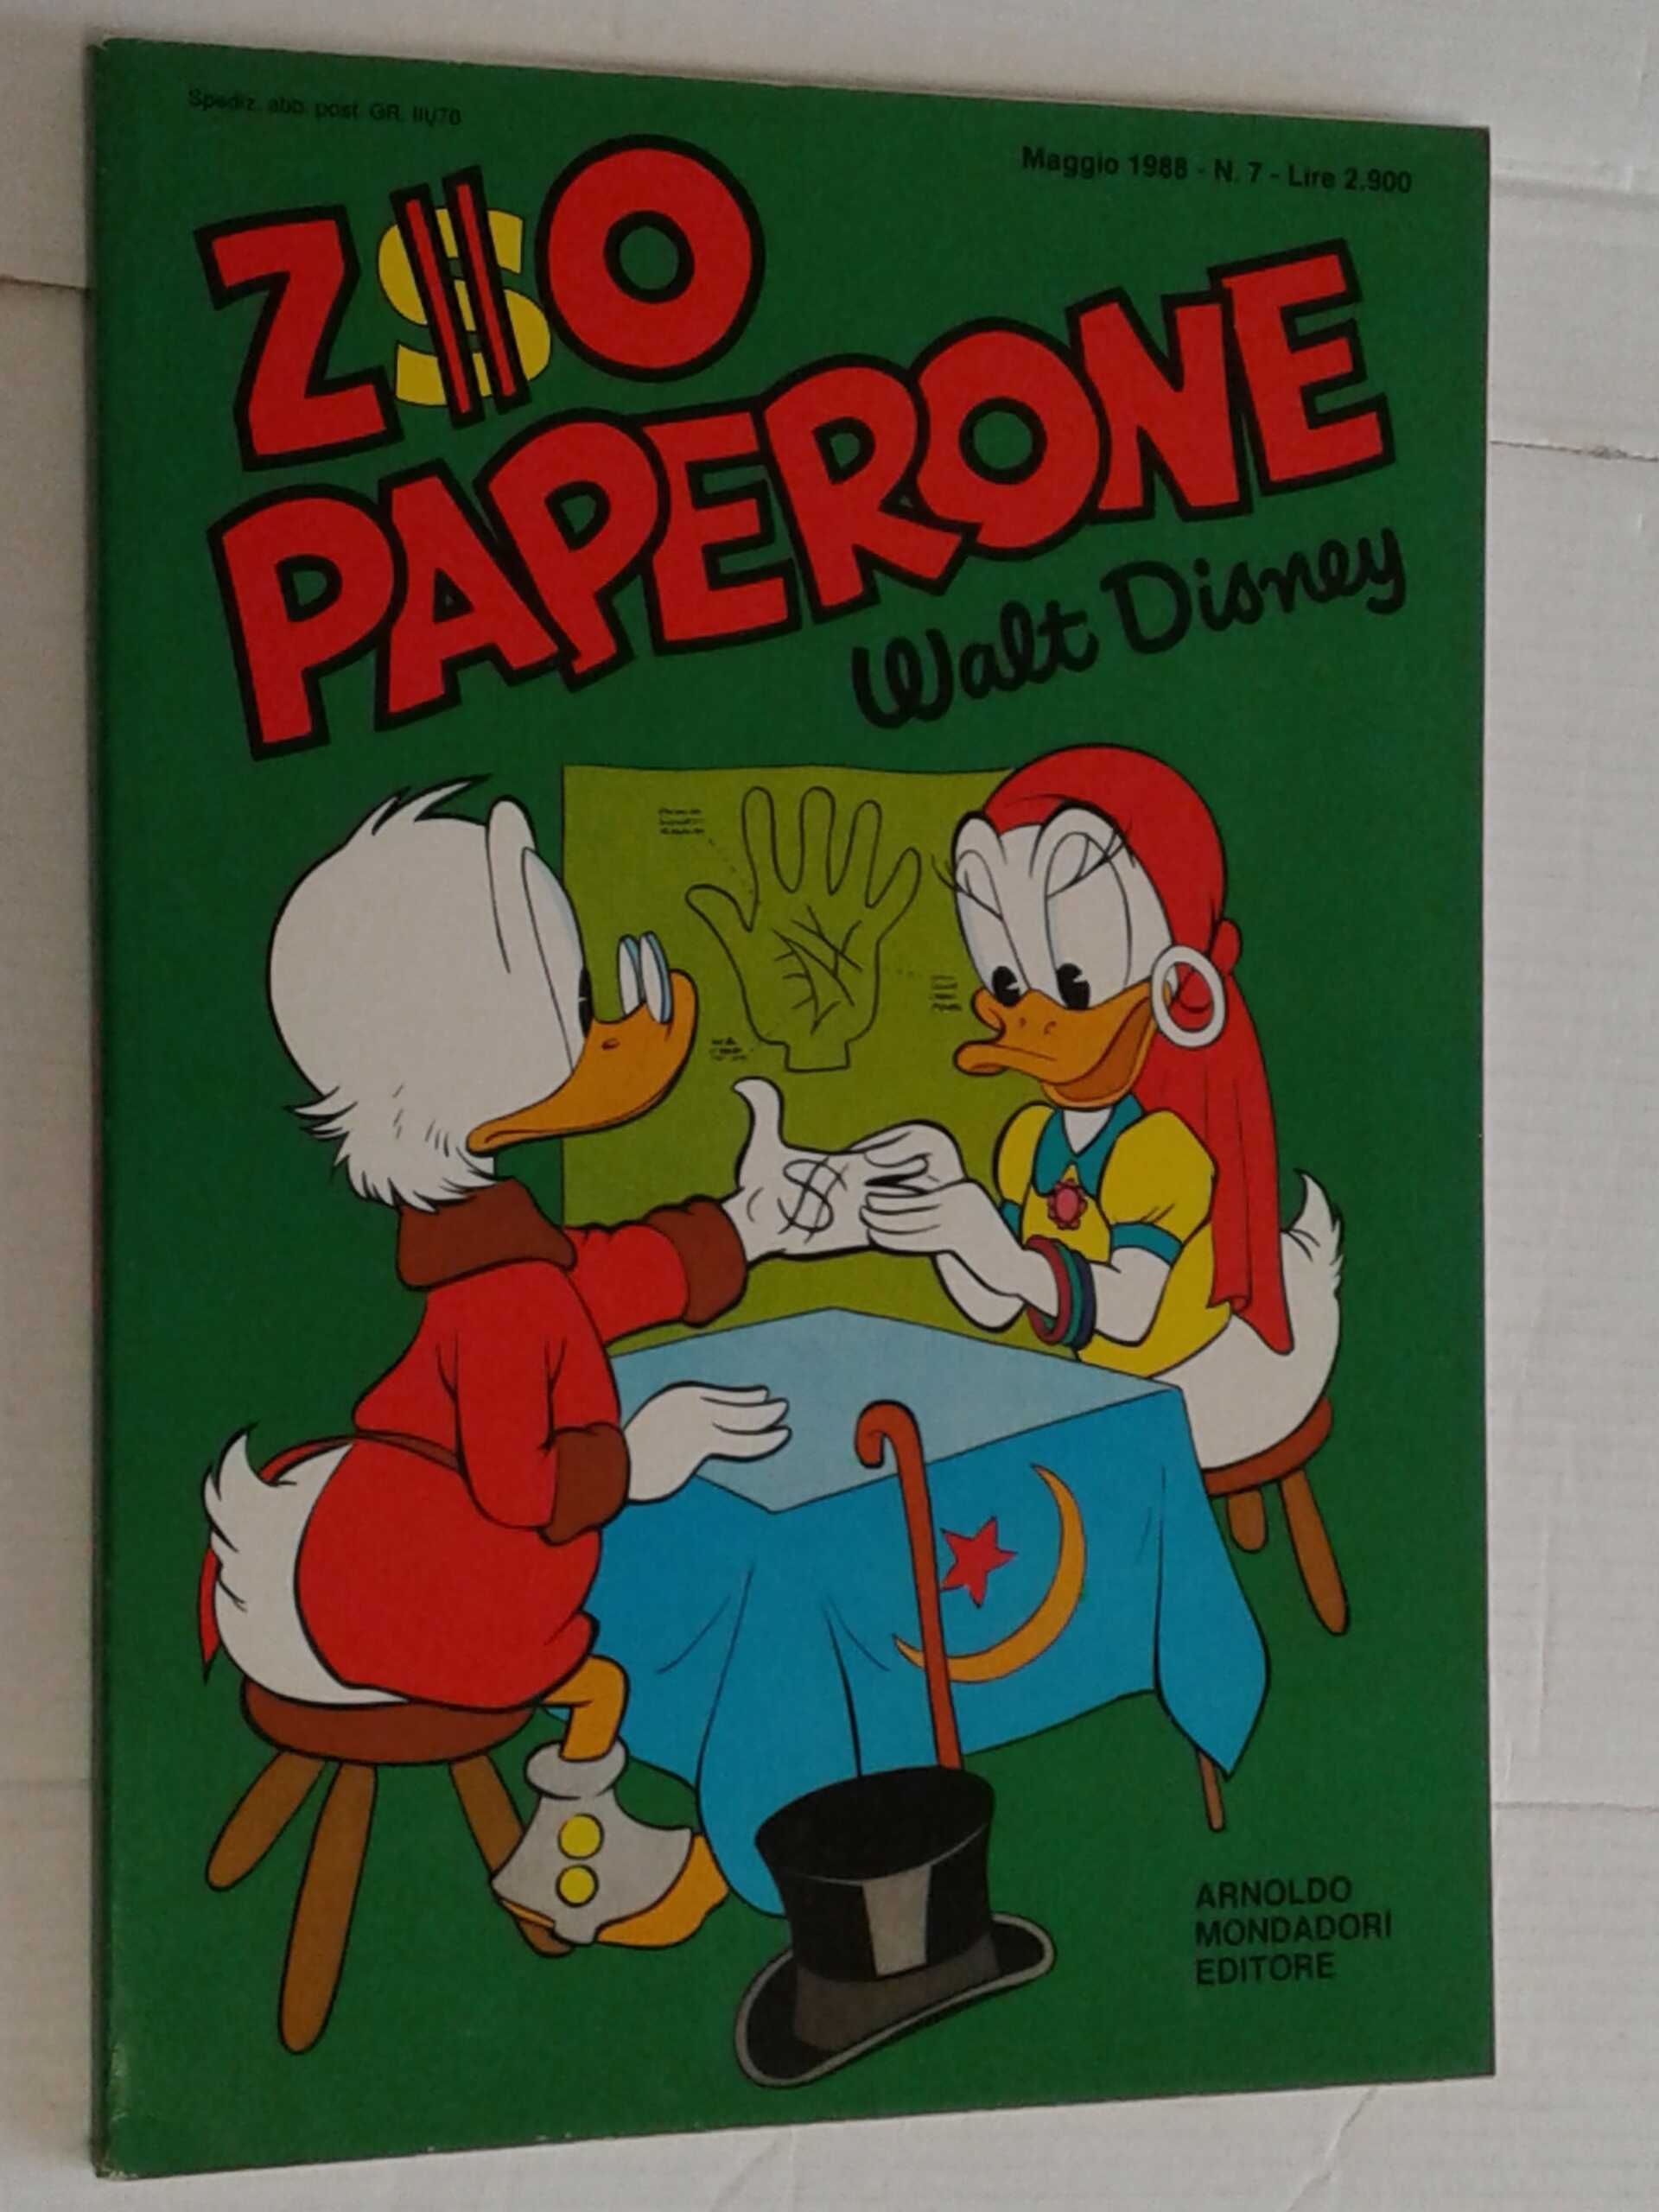 Spediz. abb. post. GR. III/70
Maggio 1988 - N. 7 - Lire 2.900
ZIO
PAPERONE
Walt Disney
$
ARNOLDO
MONDADORI
EDITORE